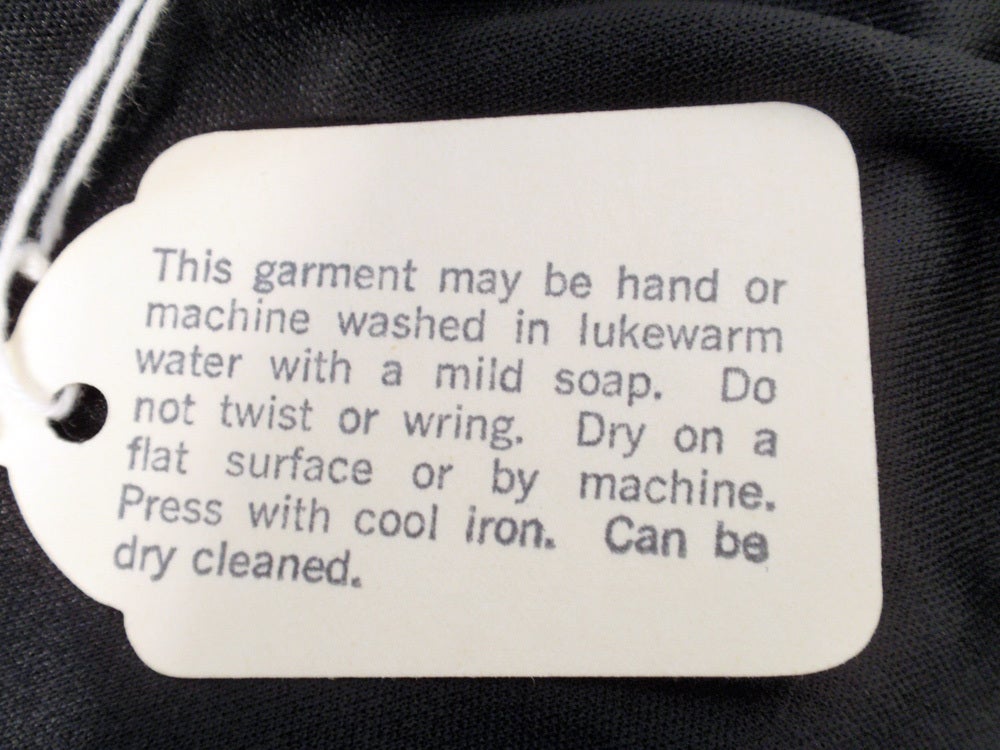 This garment may be hand or
machine washed in lukewarm
water with a mild soap. Do
not twist or wring. Dry on a
flat surface or by machine.
Press with cool iron. Can be
dry cleaned.